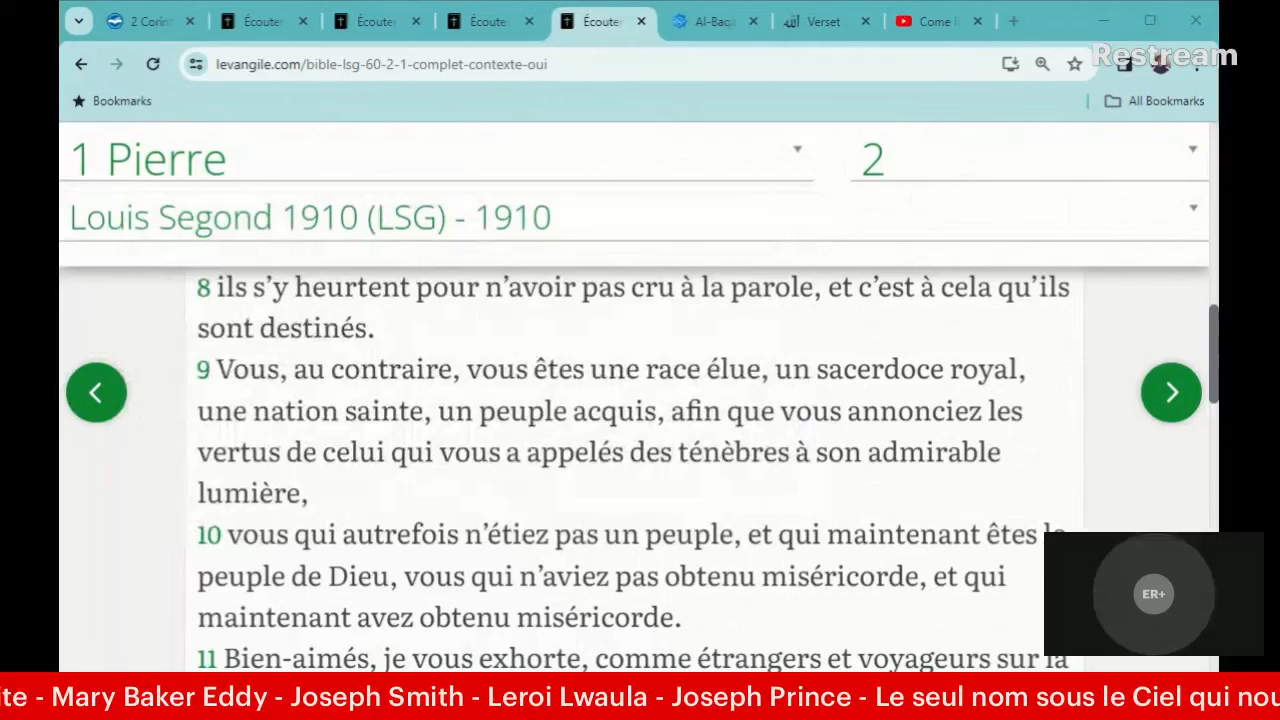 2 Corin
Écouter
Écouter
Écoute
Écouter
Al-Baqa
Verset
Come
levangile.com/bible-lsg-60-2-1-complet-contexte-oui
Restream
Bookmarks
All Bookmarks
1 Pierre
2
Louis Segond 1910 (LSG) - 1910
8 ils s’y heurtent pour n’avoir pas cru à la parole, et c’est à cela qu’ils
sont destinés.
9 Vous, au contraire, vous êtes une race élue, un sacerdoce royal,
une nation sainte, un peuple acquis, afin que vous annonciez les
vertus de celui qui vous a appelés des ténèbres à son admirable
lumière,
10 vous qui autrefois n’étiez pas un peuple, et qui maintenant êtes le
peuple de Dieu, vous qui n’aviez pas obtenu miséricorde, et qui
maintenant avez obtenu miséricorde.
ER+
11 Bien-aimés, je vous exhorte, comme étrangers et voyageurs sur la
ite - Mary Baker Eddy - Joseph Smith - Leroi Lwaula - Joseph Prince - Le seul nom sous le Ciel qui nou